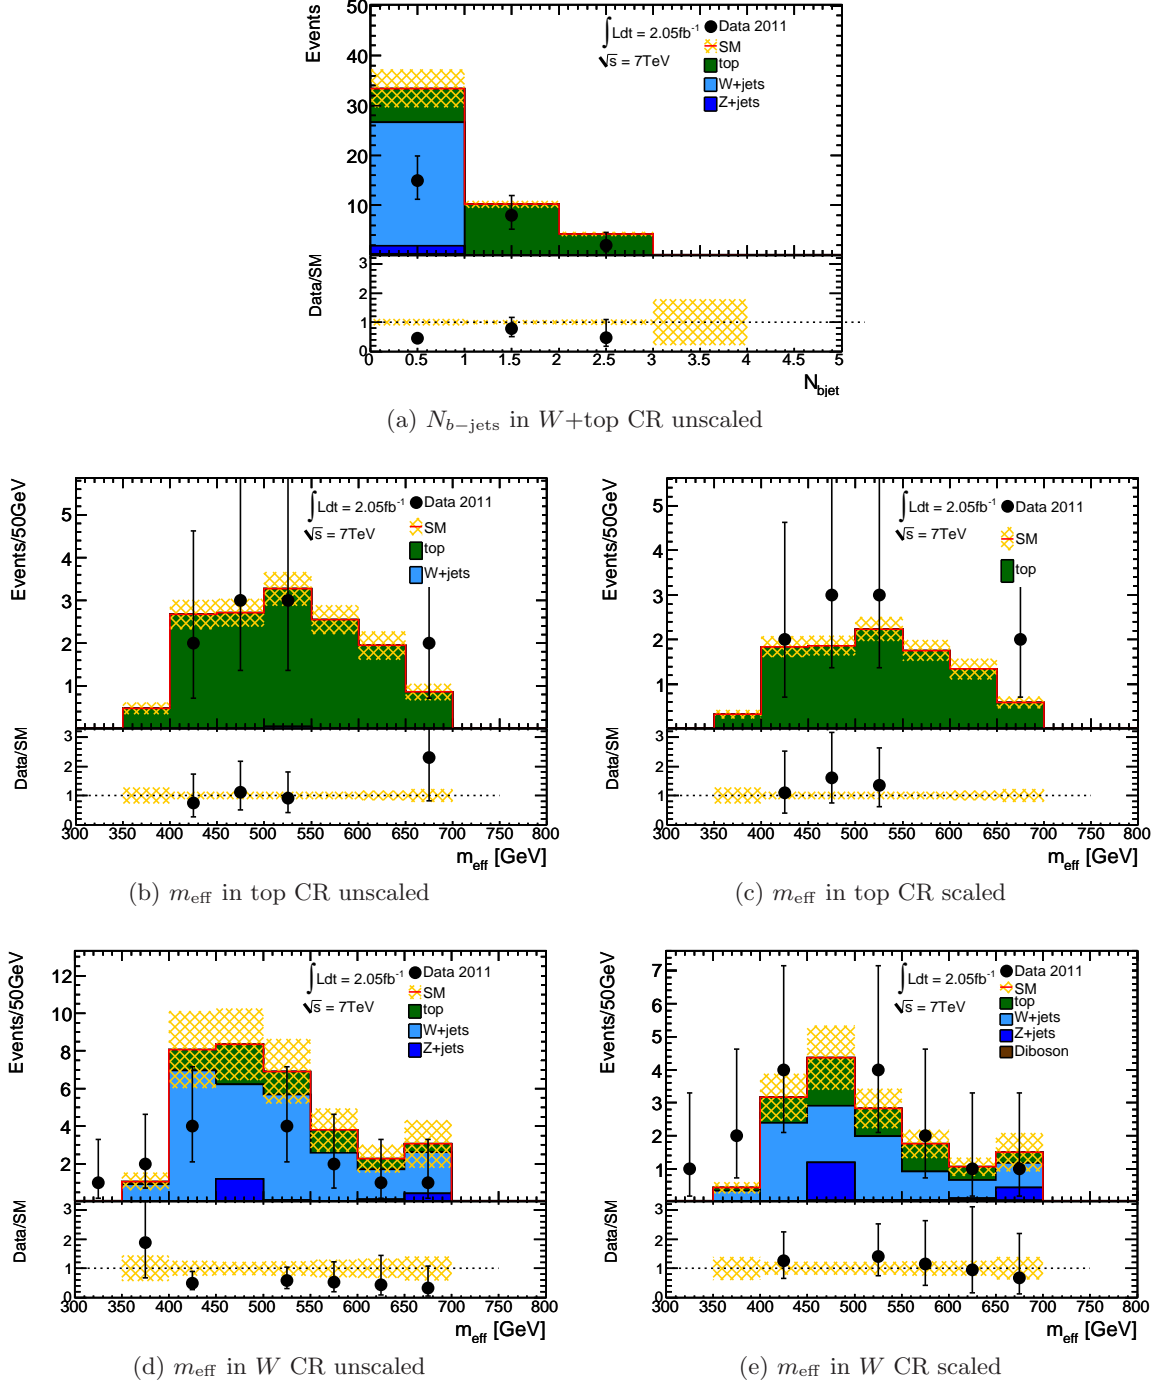 Events
50
40
30
20
10
∫ Ldt = 2.05fb⁻¹
√s = 7TeV
Data 2011
SM
top
W+jets
Z+jets
Data/SM
3
2
1
0
0 0.5 1 1.5 2 2.5 3 3.5 4 4.5 5
N_bjet
(a) N_{b−jets} in W+top CR unscaled
Events/50GeV
5
4
3
2
1
∫ Ldt = 2.05fb⁻¹
√s = 7TeV
Data 2011
SM
top
W+jets
Data/SM
3
2
1
0
300 350 400 450 500 550 600 650 700 750 800
m_eff [GeV]
(b) m_eff in top CR unscaled
Events/50GeV
5
4
3
2
1
∫ Ldt = 2.05fb⁻¹
√s = 7TeV
Data 2011
SM
top
Data/SM
3
2
1
0
300 350 400 450 500 550 600 650 700 750 800
m_eff [GeV]
(c) m_eff in top CR scaled
Events/50GeV
12
10
8
6
4
2
∫ Ldt = 2.05fb⁻¹
√s = 7TeV
Data 2011
SM
top
W+jets
Z+jets
Data/SM
3
2
1
0
300 350 400 450 500 550 600 650 700 750 800
m_eff [GeV]
(d) m_eff in W CR unscaled
Events/50GeV
7
6
5
4
3
2
1
∫ Ldt = 2.05fb⁻¹
√s = 7TeV
Data 2011
SM
top
W+jets
Z+jets
Diboson
Data/SM
3
2
1
0
300 350 400 450 500 550 600 650 700 750 800
m_eff [GeV]
(e) m_eff in W CR scaled